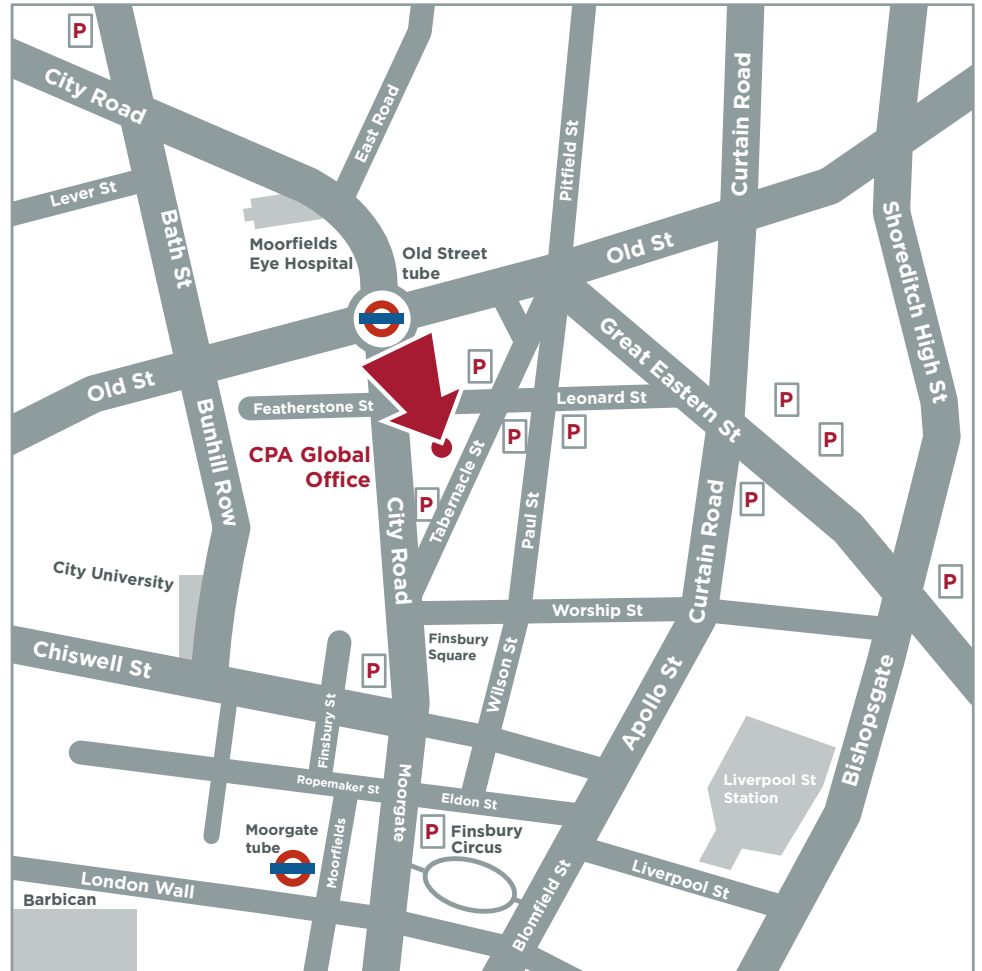 P
City Road
East Road
Pitfield St
Curtain Road
Lever St
Bath St
Moorfields
Eye Hospital
Old Street
tube
Old St
Shoreditch High St
Great Eastern St
P
Old St
Featherstone St
Leonard St
P
Bunhill Row
CPA Global
Office
P
P
P
Tabernacle St
P
P
City Road
Paul St
Curtain Road
City University
P
Worship St
Chiswell St
Finsbury
Square
P
Wilson St
Apollo St
Bishopsgate
Finsbury St
Ropemaker St
Moorgate
Eldon St
Liverpool St
Station
Moorgate
tube
Moorfields
P
Finsbury
Circus
London Wall
Barbican
Blomfield St
Liverpool St